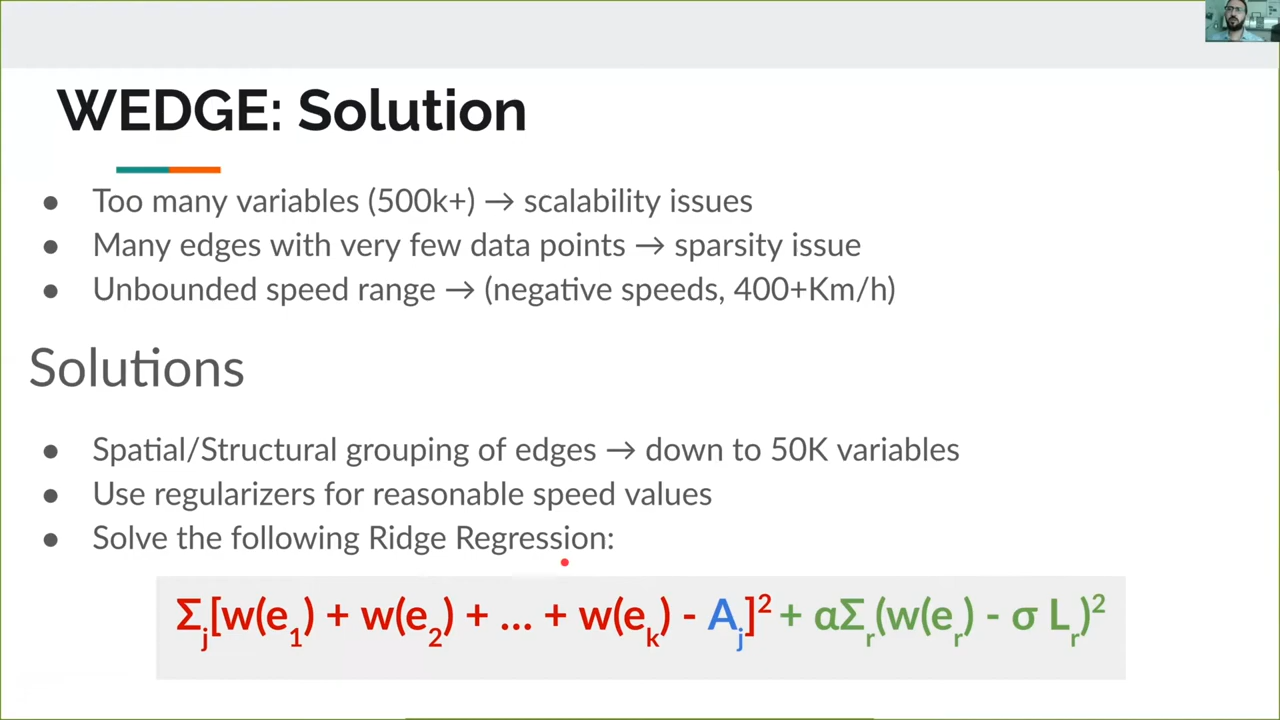 WEDGE: Solution
● Too many variables (500k+) → scalability issues
● Many edges with very few data points → sparsity issue
● Unbounded speed range → (negative speeds, 400+Km/h)
Solutions
● Spatial/Structural grouping of edges → down to 50K variables
● Use regularizers for reasonable speed values
● Solve the following Ridge Regression:
Σj[w(e1) + w(e2) + ... + w(ek) - Aj]² + αΣr(w(er) - σ Lr)²